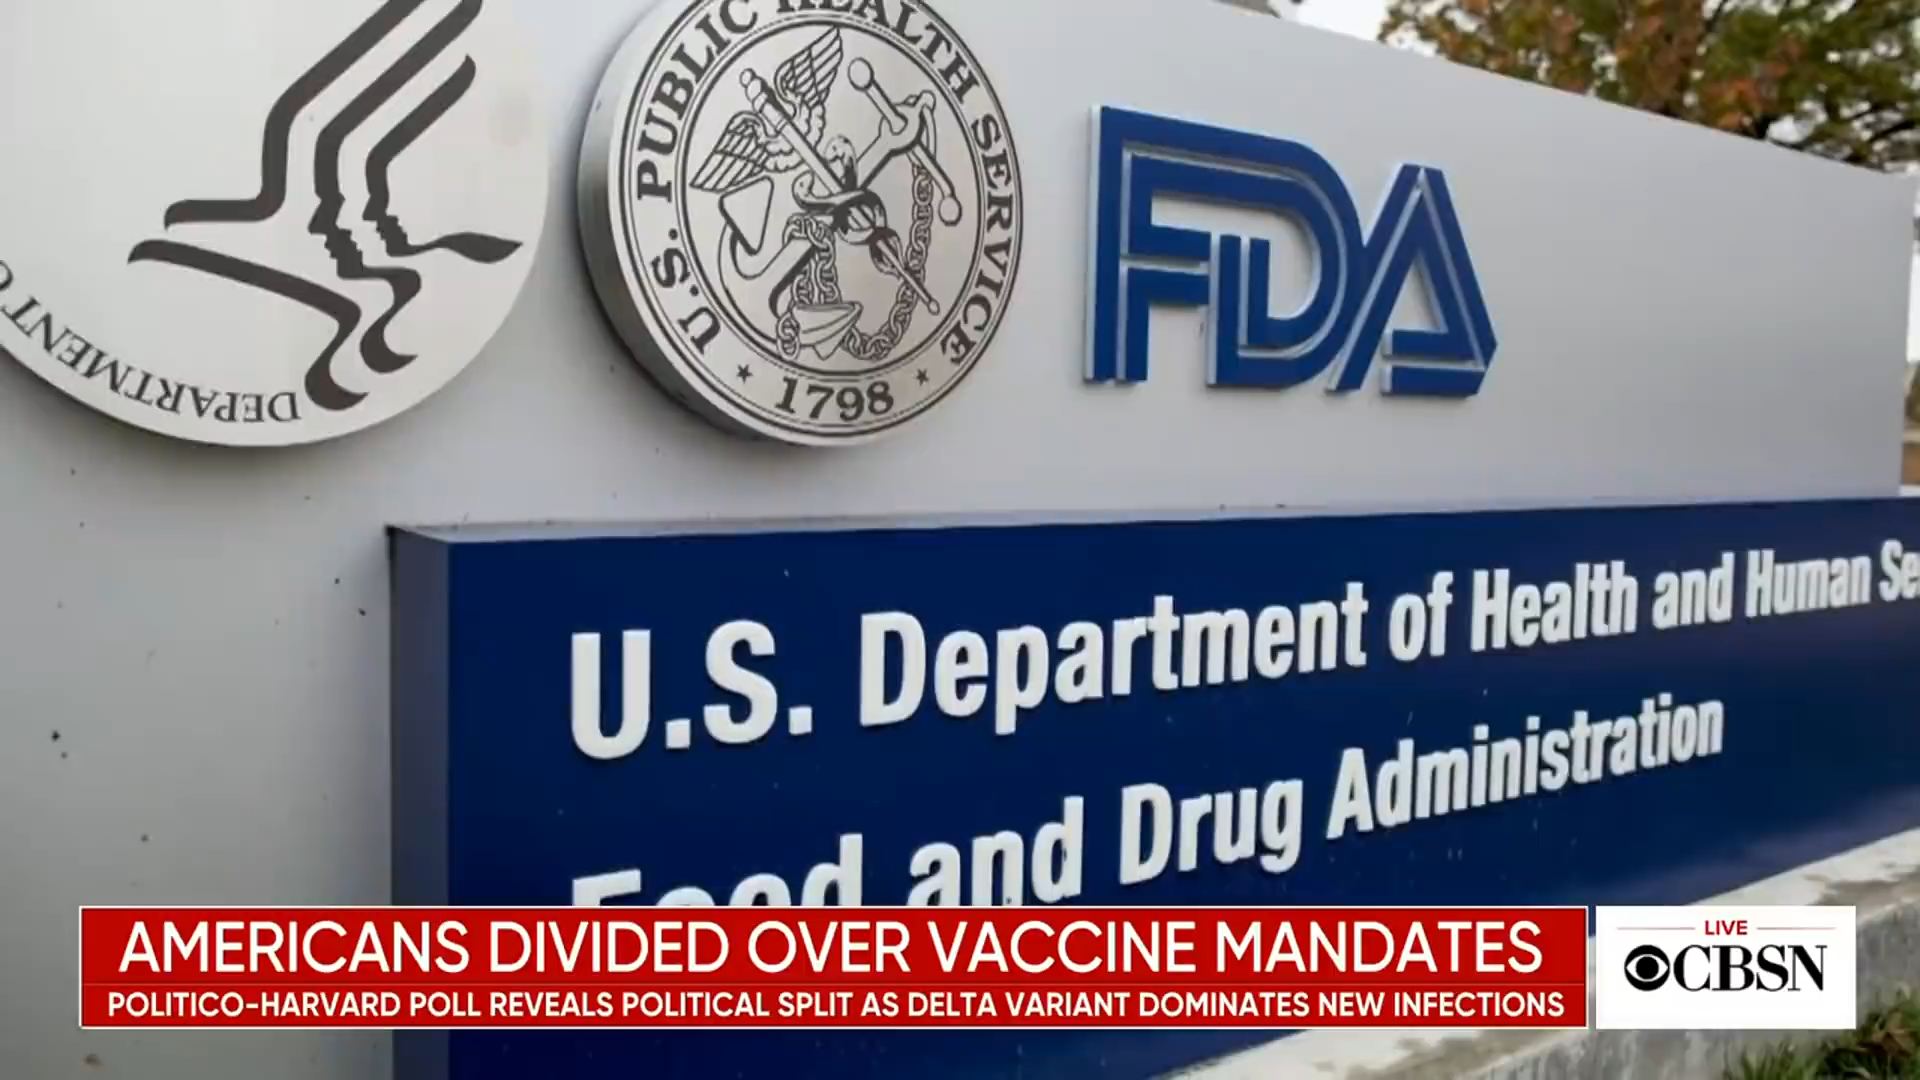 DEPARTMENT O
U.S. PUBLIC HEALTH SERVICE
★ 1798 ★
FDA
U.S. Department of Health and Human Se
Food and Drug Administration
AMERICANS DIVIDED OVER VACCINE MANDATES
POLITICO-HARVARD POLL REVEALS POLITICAL SPLIT AS DELTA VARIANT DOMINATES NEW INFECTIONS
LIVE
CBSN